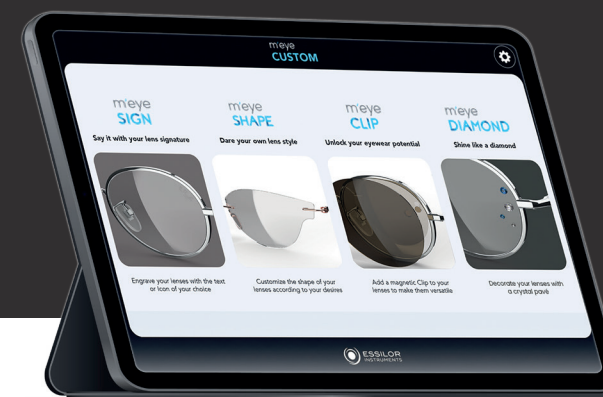 m'eye
CUSTOM
m'eye
SIGN
Say it with your lens signature
Engrave your lenses with the text
or icon of your choice
m'eye
SHAPE
Dare your own lens style
Customize the shape of your
lenses according to your desires
m'eye
CLIP
Unlock your eyewear potential
Add a magnetic Clip to your
lenses to make them versatile
m'eye
DIAMOND
Shine like a diamond
Decorate your lenses with
a crystal pavé
ESSILOR
INSTRUMENTS